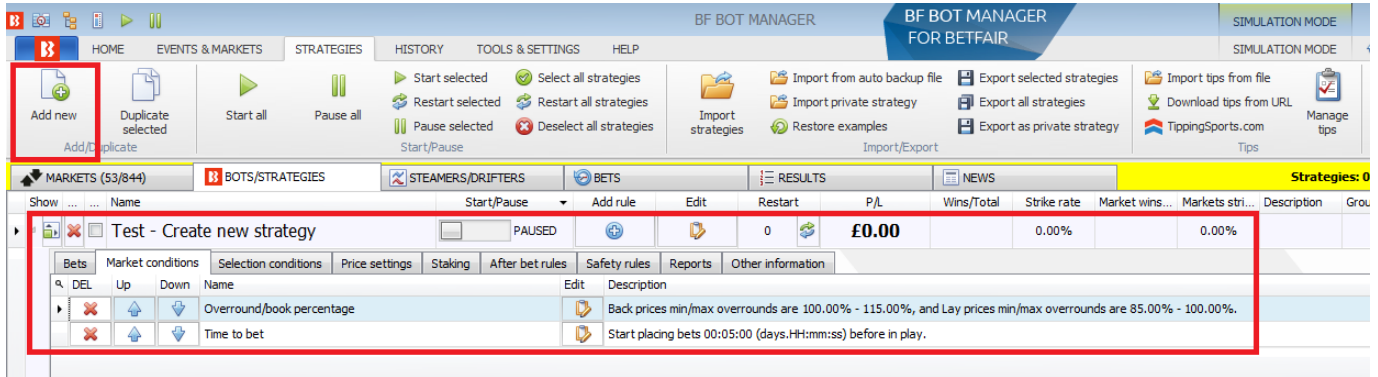 BF BOT MANAGER
BF BOT MANAGER
FOR BETFAIR
SIMULATION MODE
HOME EVENTS & MARKETS STRATEGIES HISTORY TOOLS & SETTINGS HELP SIMULATION MODE
Add new
Duplicate
selected
Add/Duplicate
Start all
Pause all
Start selected
Restart selected
Pause selected
Select all strategies
Restart all strategies
Deselect all strategies
Start/Pause
Import
strategies
Import from auto backup file
Import private strategy
Restore examples
Export selected strategies
Export all strategies
Export as private strategy
Import/Export
Import tips from file
Download tips from URL
TippingSports.com
Manage
tips
Tips
MARKETS (53/844) BOTS/STRATEGIES STEAMERS/DRIFTERS BETS RESULTS NEWS Strategies: 0
Show ... ... Name Start/Pause Add rule Edit Restart P/L Wins/Total Strike rate Market wins... Markets stri... Description Grou
Test - Create new strategy PAUSED 0 £0.00 0.00% 0.00%
Bets Market conditions Selection conditions Price settings Staking After bet rules Safety rules Reports Other information
DEL Up Down Name Edit Description
Overround/book percentage Back prices min/max overrounds are 100.00% - 115.00%, and Lay prices min/max overrounds are 85.00% - 100.00%.
Time to bet Start placing bets 00:05:00 (days.HH:mm:ss) before in play.